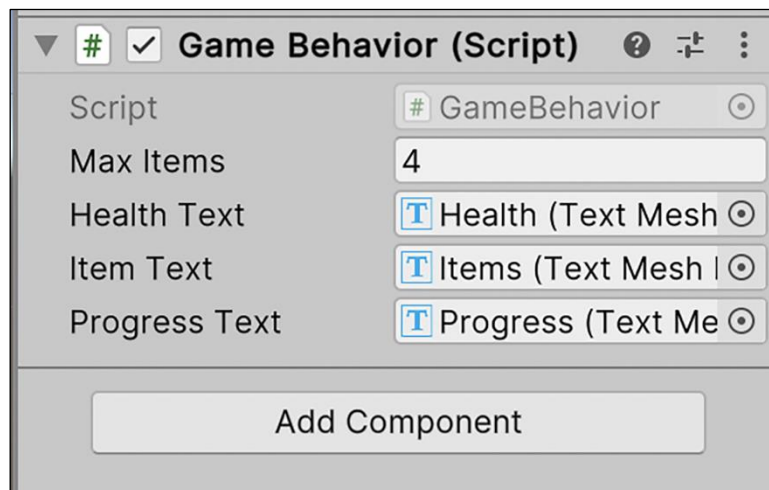 # Game Behavior (Script) ?
Script # GameBehavior
Max Items 4
Health Text T Health (Text Mesh
Item Text T Items (Text Mesh
Progress Text T Progress (Text Me
Add Component